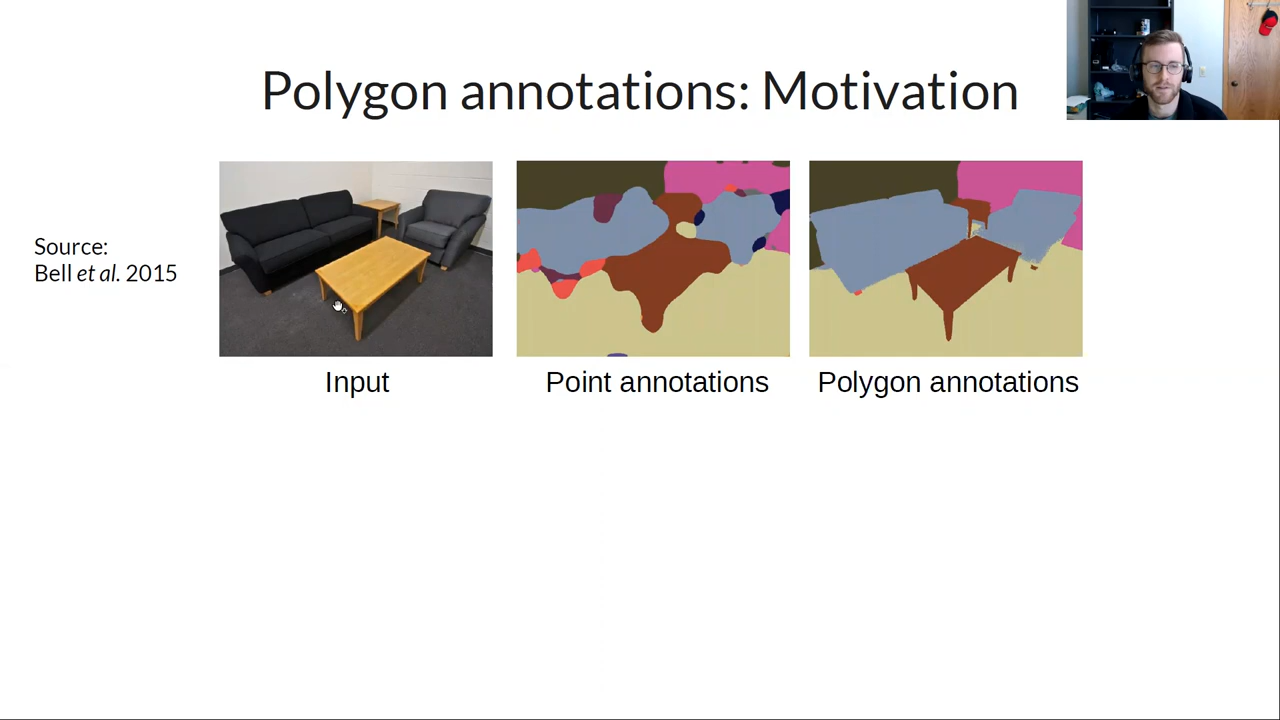 Polygon annotations: Motivation
Source:
Bell et al. 2015
Input
Point annotations
Polygon annotations